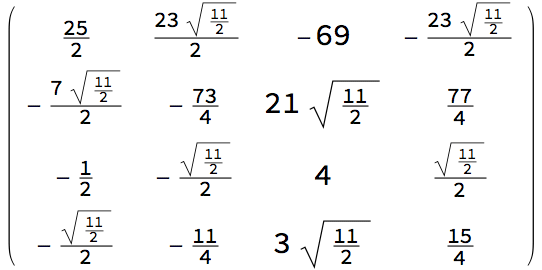 ( 25/2   23 √(11/2) / 2   −69   − 23 √(11/2) / 2 )
( − 7 √(11/2) / 2   − 73/4   21 √(11/2)   77/4 )
( − 1/2   − √(11/2) / 2   4   √(11/2) / 2 )
( − √(11/2) / 2   − 11/4   3 √(11/2)   15/4 )